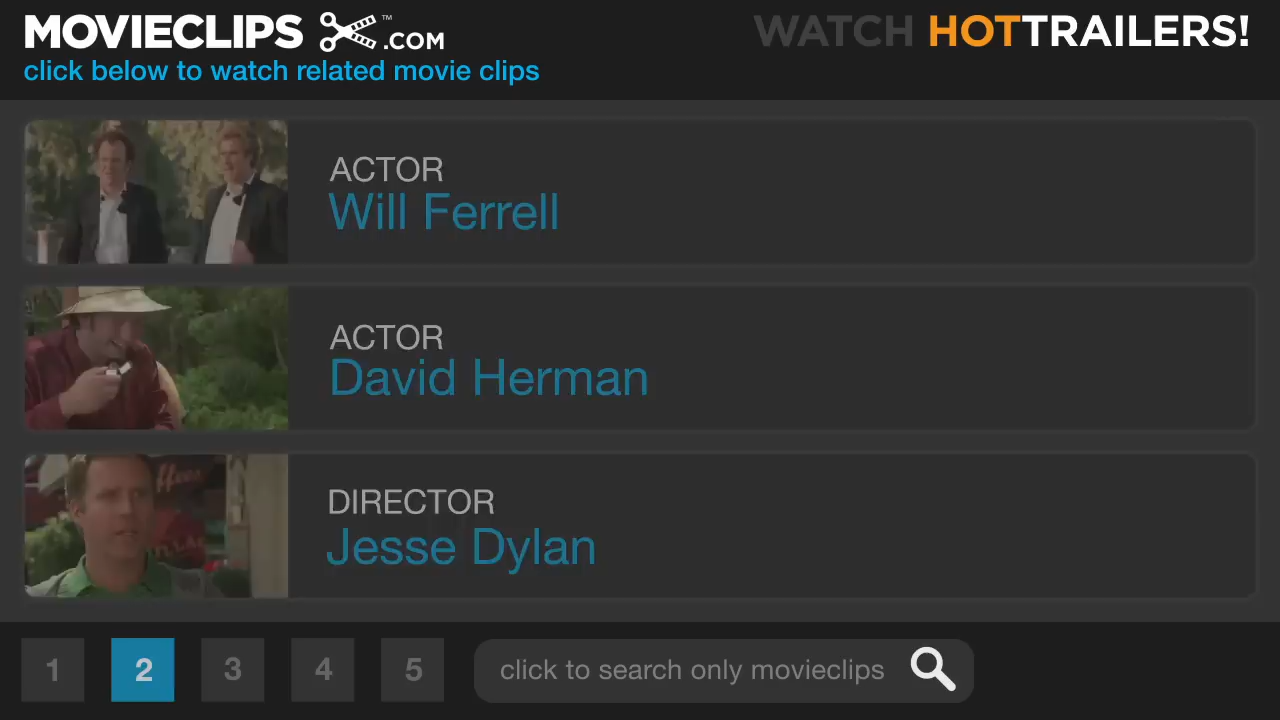 MOVIECLIPS ™ .COM
WATCH HOTTRAILERS!
click below to watch related movie clips
ACTOR
Will Ferrell
ACTOR
David Herman
DIRECTOR
Jesse Dylan
1 2 3 4 5
click to search only movieclips